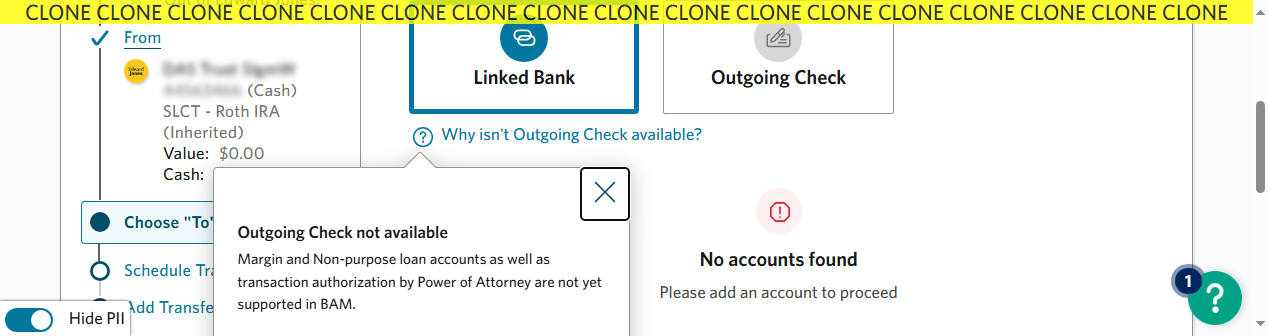 CLONE CLONE CLONE CLONE CLONE CLONE CLONE CLONE CLONE CLONE CLONE CLONE CLONE CLONE CLONE CLONE CLONE
From
Edward Jones
(Cash)
SLCT - Roth IRA
(Inherited)
Value: $0.00
Cash:
Choose "To"
Schedule Tra
Add Transfe
Hide PII
Linked Bank
Outgoing Check
Why isn't Outgoing Check available?
Outgoing Check not available
Margin and Non-purpose loan accounts as well as
transaction authorization by Power of Attorney are not yet
supported in BAM.
No accounts found
Please add an account to proceed
1
?